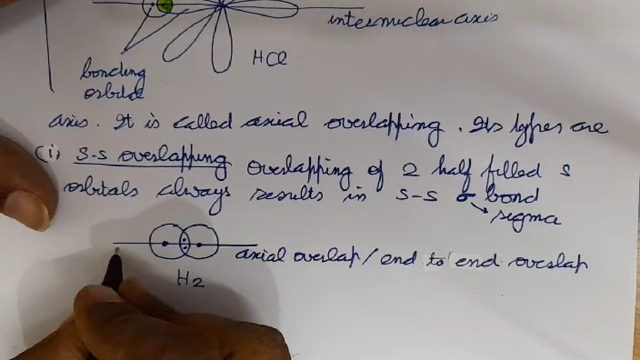 internuclear axis
HCl
bonding
orbital
axis. It is called axial overlapping. Its types are
(i) S-S overlapping overlapping of 2 half filled s
orbitals always results in s-s σ bond
sigma
axial overlap/end to end overlap
H2